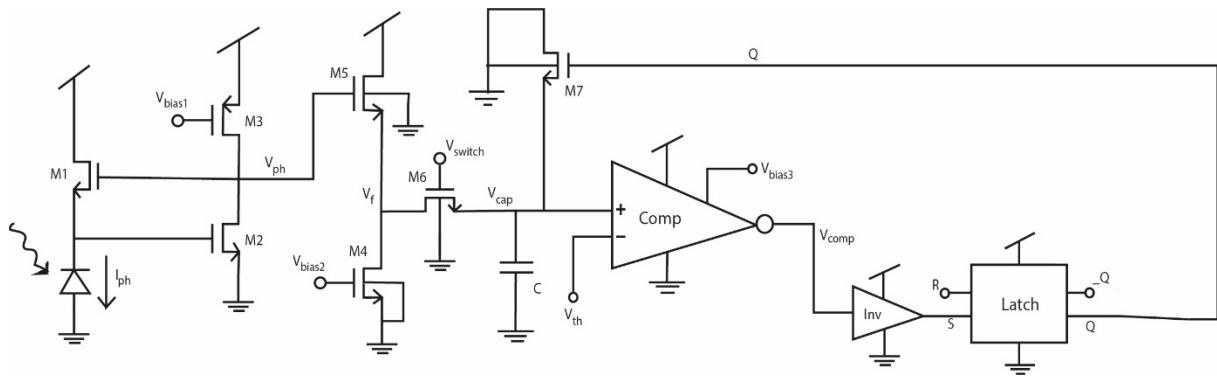 Q
M7
M5
V_bias1
M3
V_switch
V_ph
M1
M6
V_bias3
V_f
V_cap
+
Comp
−
M2
V_comp
M4
V_bias2
I_ph
C
R
_Q
Latch
V_th
Inv
S
Q